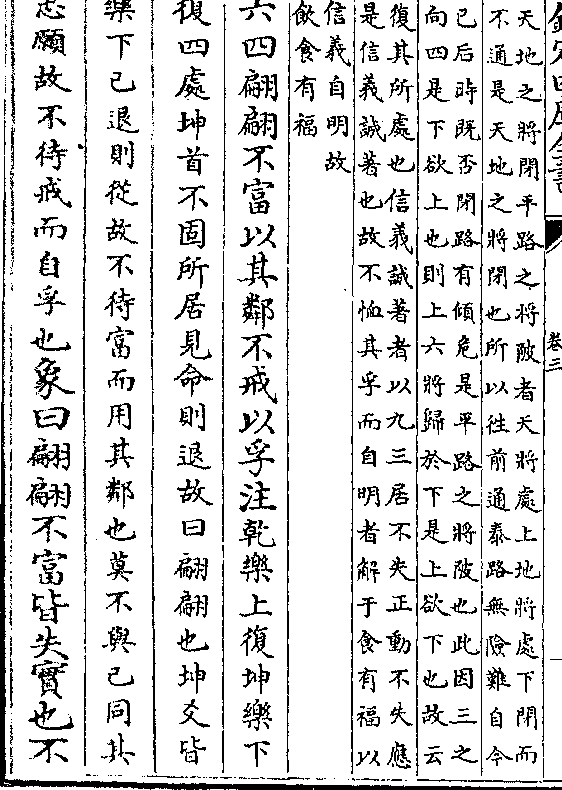 欽定四庫全書
卷三
天地之將閉平路之將陂者天將處上地將處下閉而
不通是天地之將閉也所以往前通泰路無險難自今
已后時既否閉路有傾危是平路之將陂也此因三之
向四是下欲上也則上六將歸於下是上欲下也故云
復其所處也信義誠著者以九三居不失正動不失應
是信義誠著也故不恤其孚而自明者解于食有福以
信義自明故
飲食有福
六四翩翩不富以其鄰不戒以孚注乾樂上復坤樂下
復四處坤首不固所居見命則退故曰翩翩也坤爻皆
樂下已退則從故不待富而用其鄰也莫不與已同其
志願故不待戒而自孚也象曰翩翩不富皆失實也不